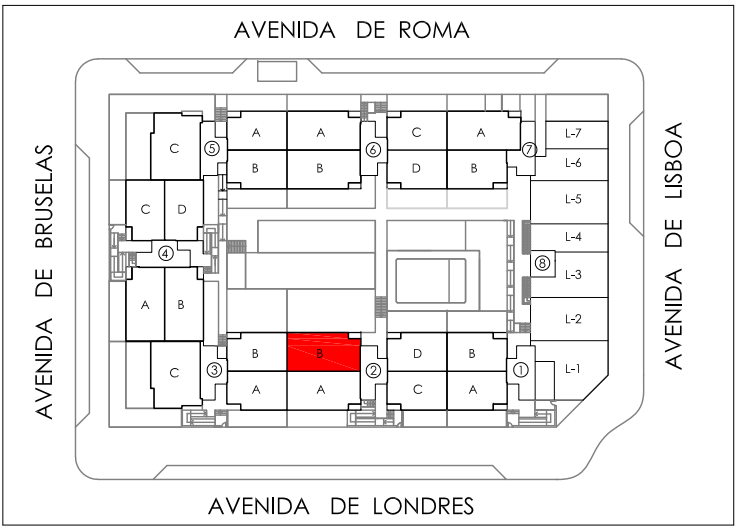 AVENIDA DE ROMA
AVENIDA DE BRUSELAS
AVENIDA DE LISBOA
A A C A L-7
C 5 6 7
B B D B L-6
C D L-5
L-4
4 8
L-3
A B
L-2
B B D B
C 3 2 1 L-1
A A C A
AVENIDA DE LONDRES